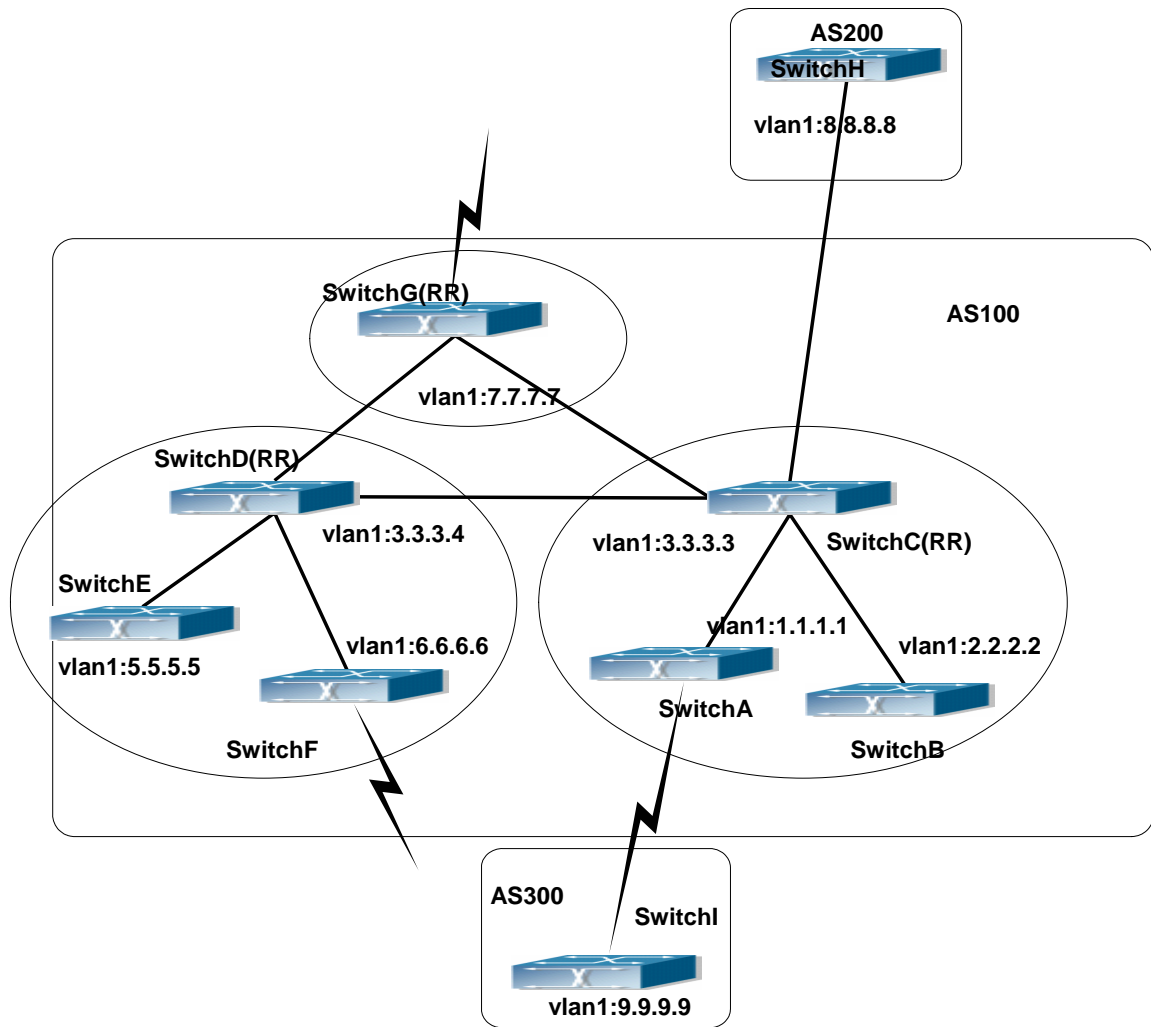 AS200
SwitchH
vlan1:8.8.8.8
SwitchG(RR)
AS100
vlan1:7.7.7.7
SwitchD(RR)
vlan1:3.3.3.4
vlan1:3.3.3.3
SwitchC(RR)
SwitchE
vlan1:5.5.5.5
vlan1:6.6.6.6
vlan1:1.1.1.1
vlan1:2.2.2.2
SwitchF
SwitchA
SwitchB
AS300
SwitchI
vlan1:9.9.9.9